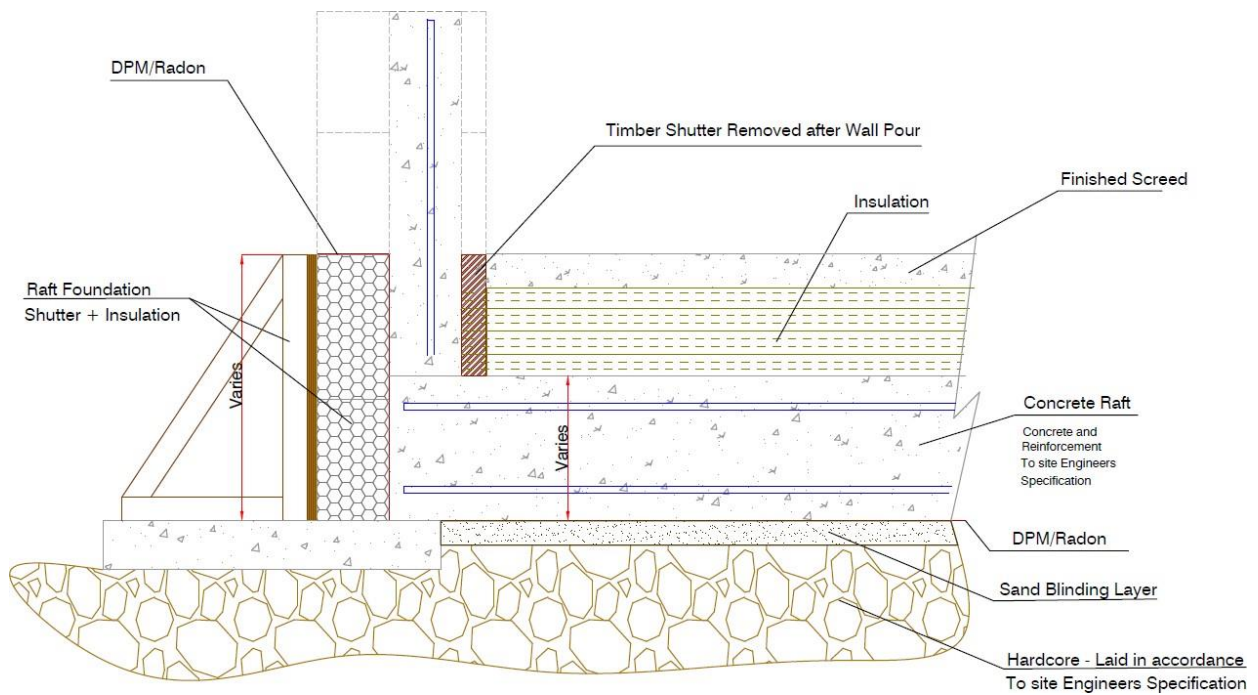 DPM/Radon
Timber Shutter Removed after Wall Pour
Finished Screed
Insulation
Raft Foundation
Shutter + Insulation
Varies
Varies
Concrete Raft
Concrete and
Reinforcement
To site Engineers
Specification
DPM/Radon
Sand Blinding Layer
Hardcore - Laid in accordance
To site Engineers Specification